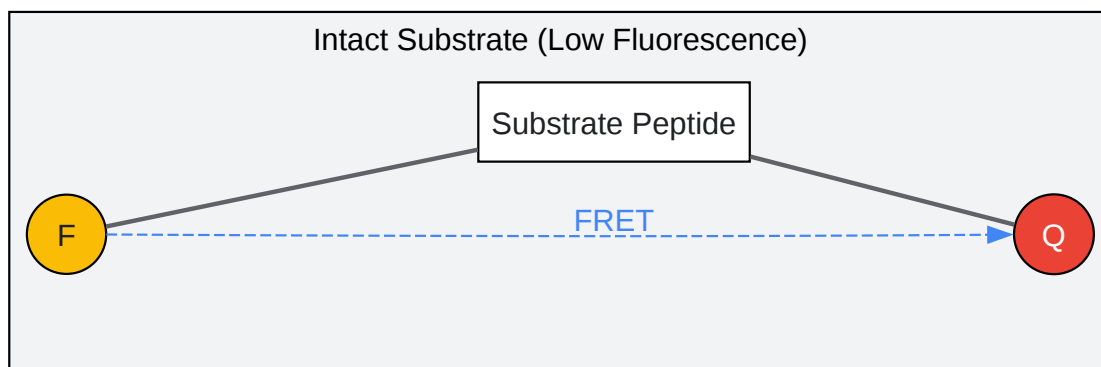 Intact Substrate (Low Fluorescence)
Substrate Peptide
F
FRET
Q